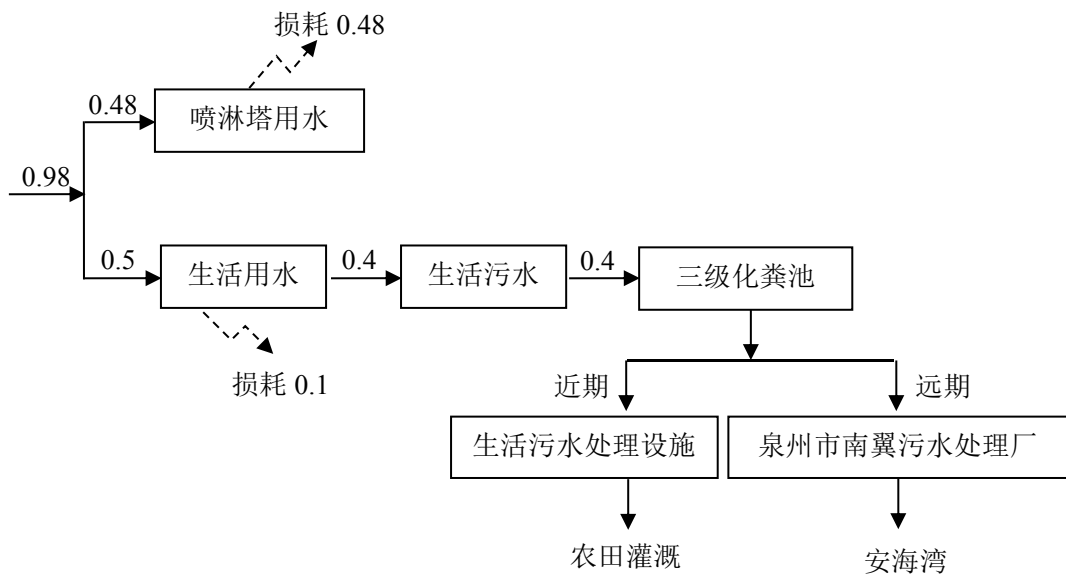 损耗 0.48
0.48
喷淋塔用水
0.98
0.5
生活用水
0.4
生活污水
0.4
三级化粪池
损耗 0.1
近期
远期
生活污水处理设施
泉州市南翼污水处理厂
农田灌溉
安海湾